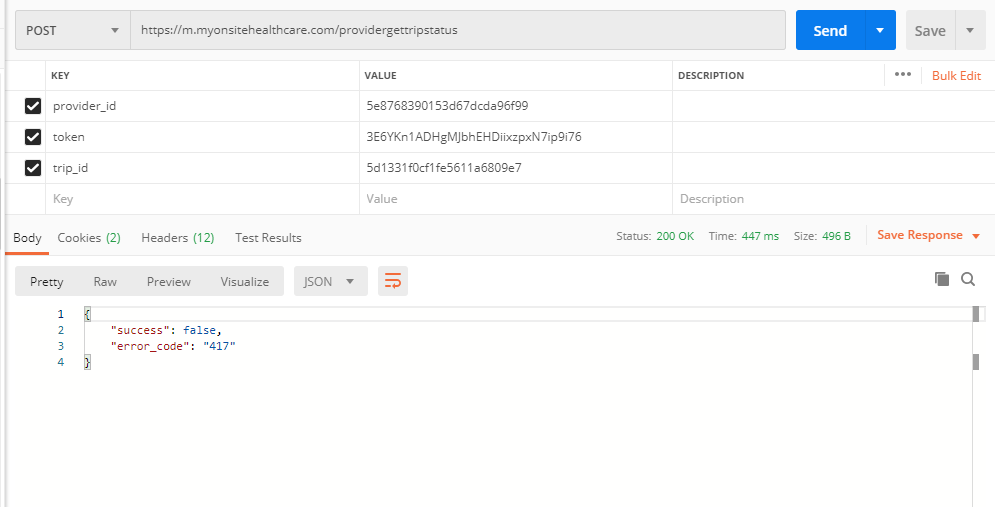 POST https://m.myonsitehealthcare.com/providergettripstatus Send Save
KEY VALUE DESCRIPTION ••• Bulk Edit
provider_id 5e8768390153d67dcda96f99
token 3E6YKn1ADHgMJbhEHDiixzpxN7ip9i76
trip_id 5d1331f0cf1fe5611a6809e7
Key Value Description
Body Cookies (2) Headers (12) Test Results Status: 200 OK Time: 447 ms Size: 496 B Save Response
Pretty Raw Preview Visualize JSON
1 {
2 "success": false,
3 "error_code": "417"
4 }